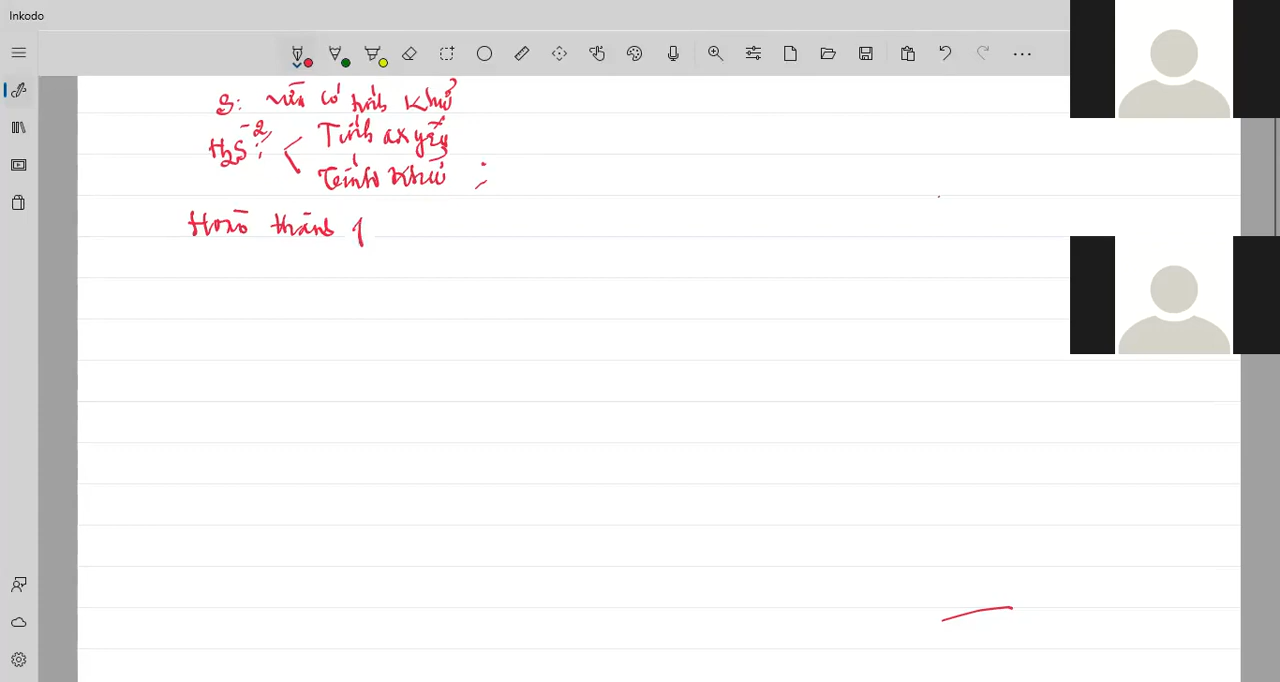 Inkodo
S: vừa có tính khử
H₂S⁻²: Tính ax yếu
Tính khử ;
Hoàn thành